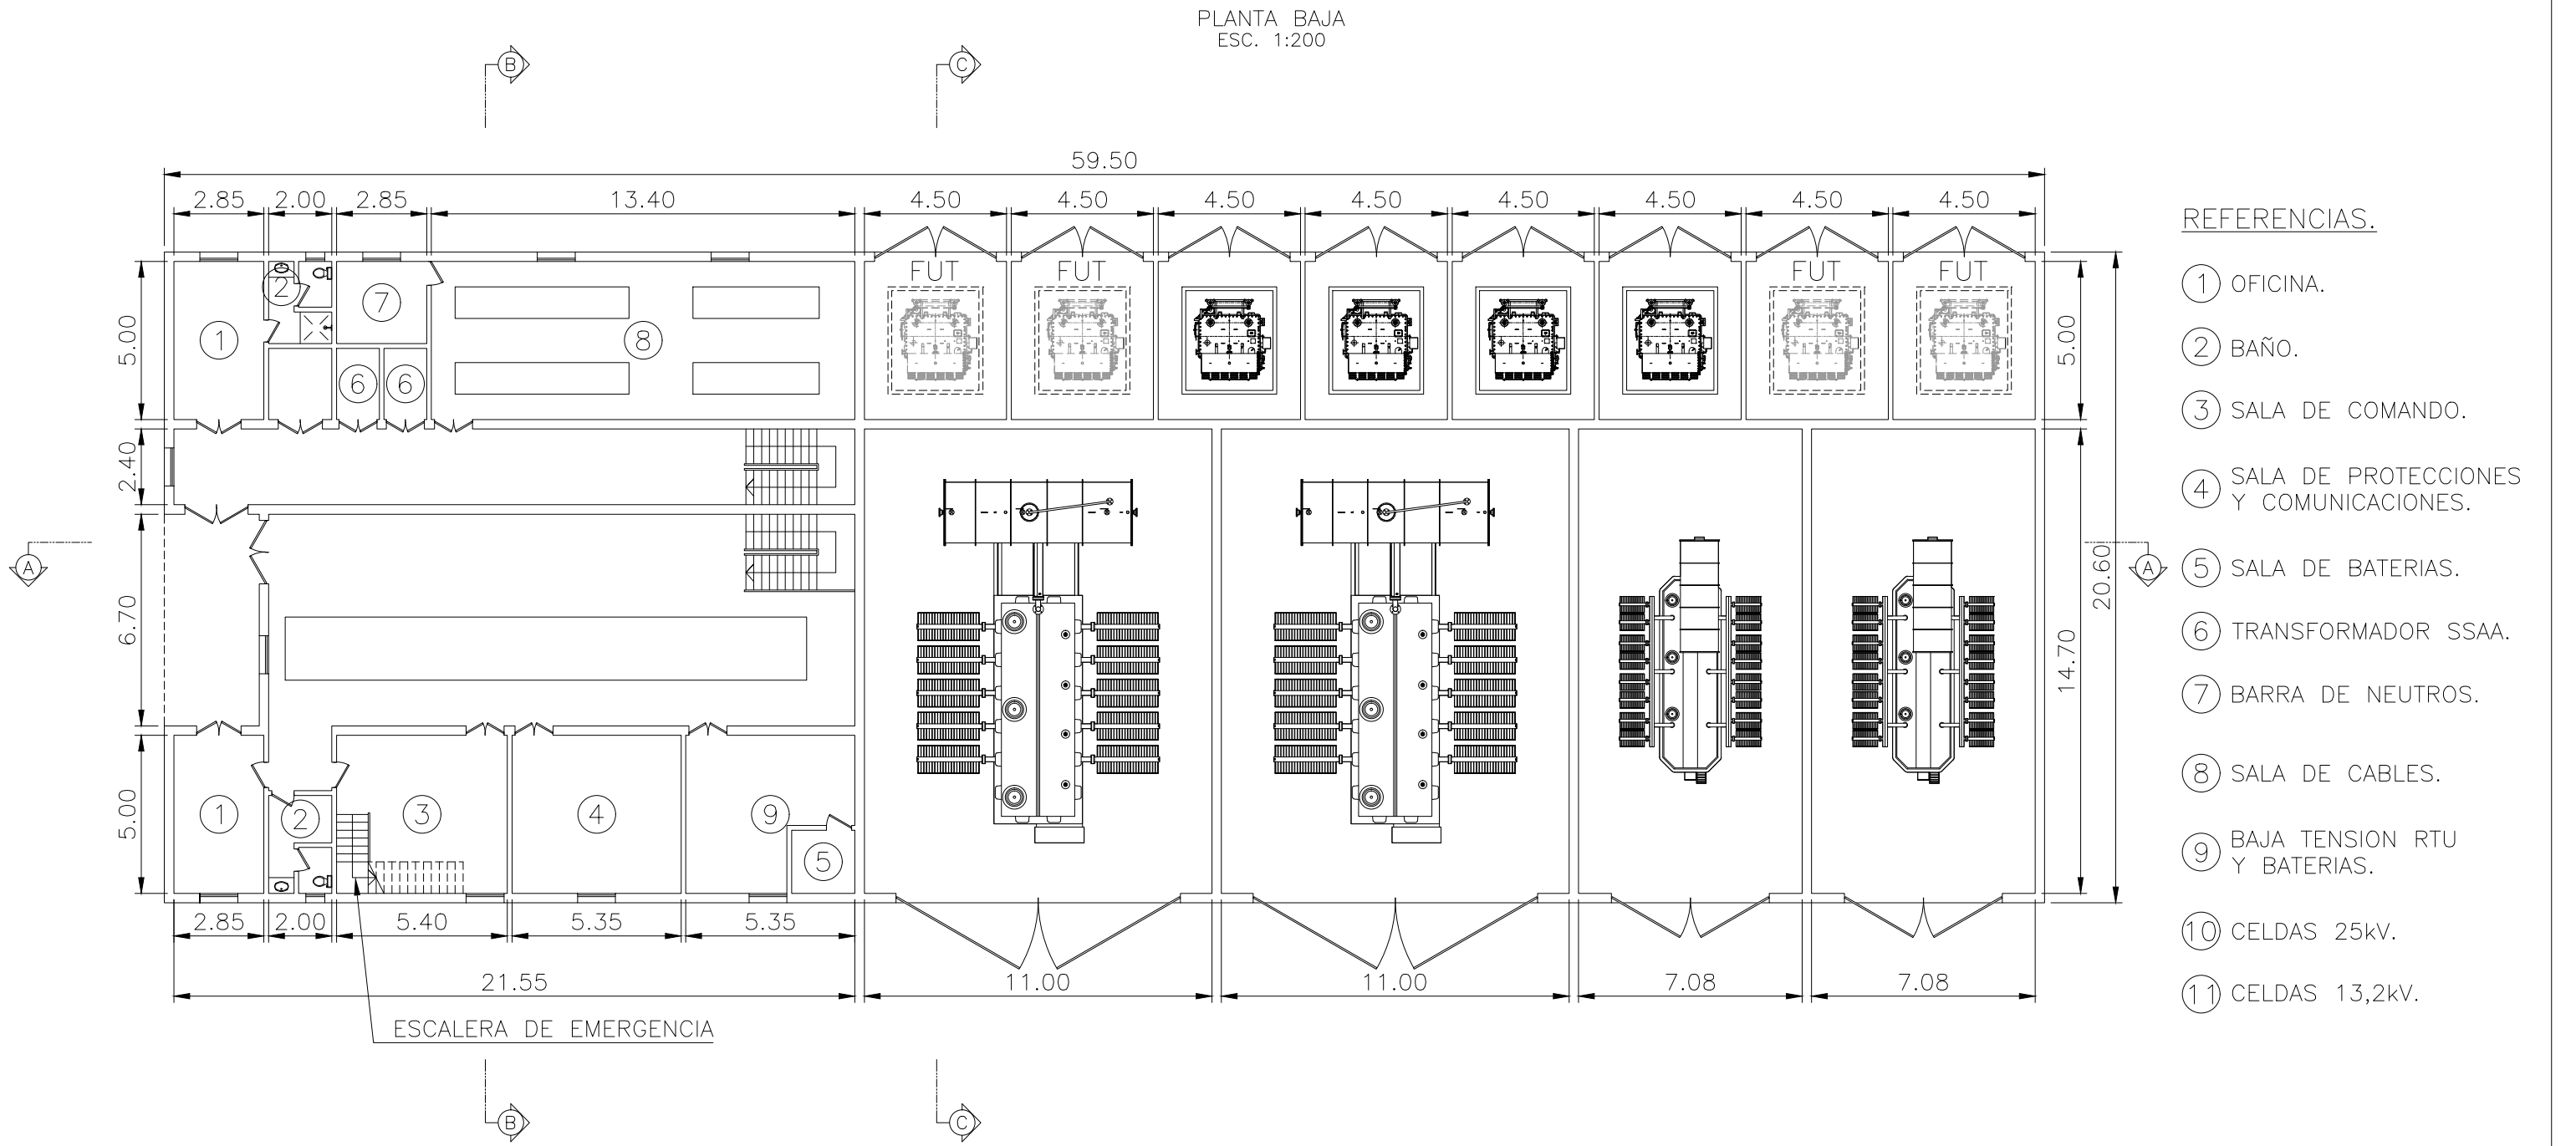 PLANTA BAJA
ESC. 1:200
B
C
59.50
2.85
2.00
2.85
13.40
4.50
4.50
4.50
4.50
4.50
4.50
4.50
4.50
FUT
FUT
FUT
FUT
5.00
2.40
6.70
5.00
1
2
7
8
6
6
1
2
3
4
9
5
5.00
14.70
20.60
A
A
2.85
2.00
5.40
5.35
5.35
21.55
11.00
11.00
7.08
7.08
ESCALERA DE EMERGENCIA
B
C
REFERENCIAS.
1 OFICINA.
2 BAÑO.
3 SALA DE COMANDO.
4 SALA DE PROTECCIONES
Y COMUNICACIONES.
5 SALA DE BATERIAS.
6 TRANSFORMADOR SSAA.
7 BARRA DE NEUTROS.
8 SALA DE CABLES.
9 BAJA TENSION RTU
Y BATERIAS.
10 CELDAS 25kV.
11 CELDAS 13,2kV.